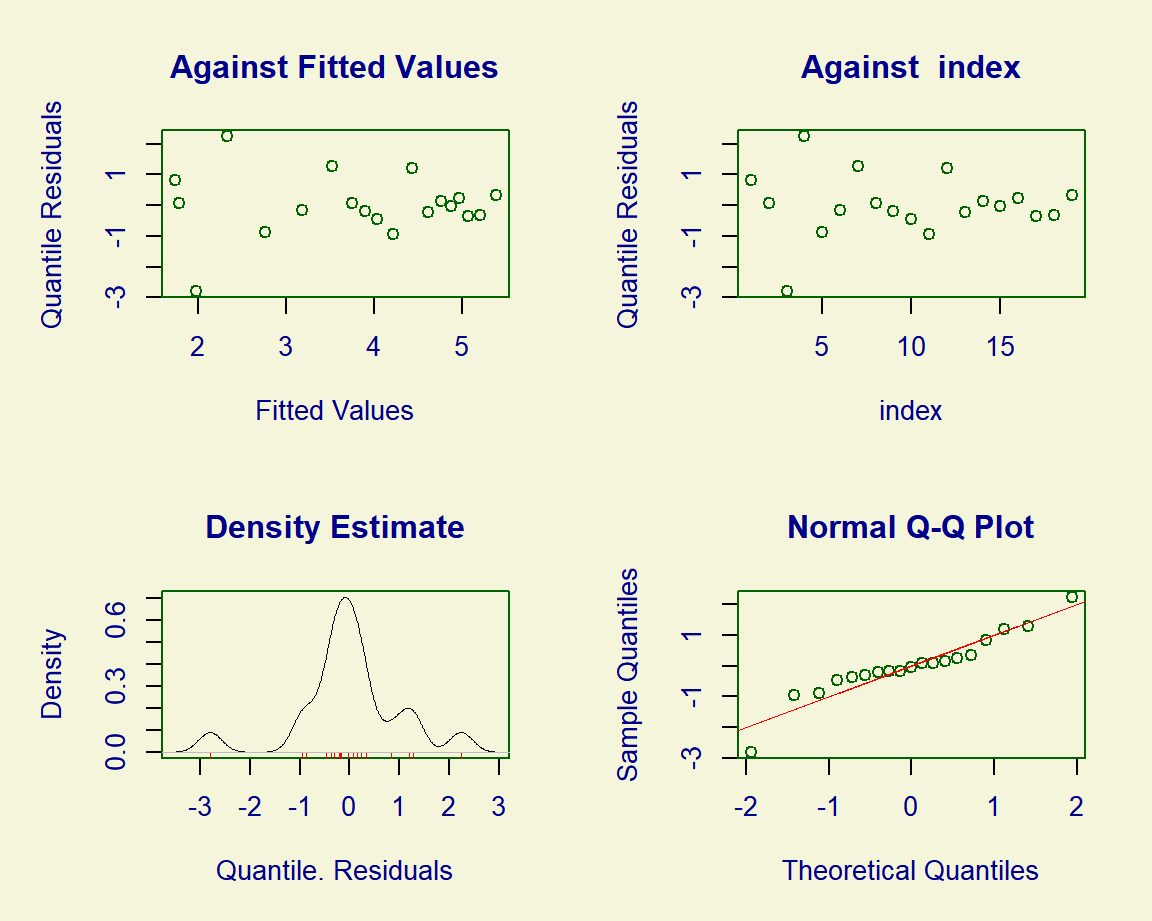 Against Fitted Values
Quantile Residuals
1
-1
-3
2 3 4 5
Fitted Values
Against  index
Quantile Residuals
1
-1
-3
5 10 15
index
Density Estimate
Density
0.6
0.3
0.0
-3 -2 -1 0 1 2 3
Quantile. Residuals
Normal Q-Q Plot
Sample Quantiles
1
-1
-3
-2 -1 0 1 2
Theoretical Quantiles